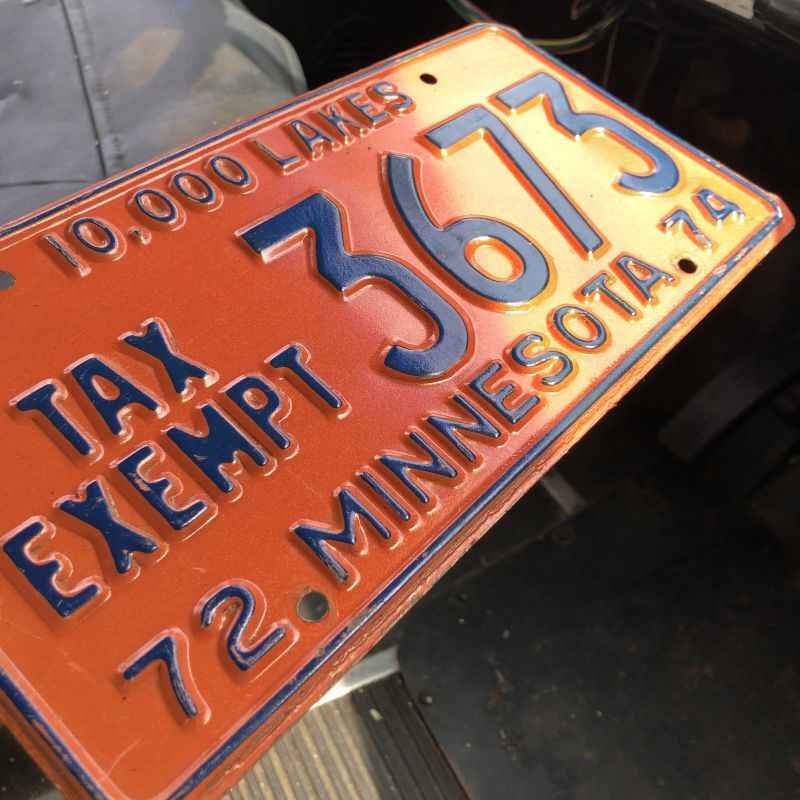 10,000 LAKES
TAX
EXEMPT
3673
72 MINNESOTA 74